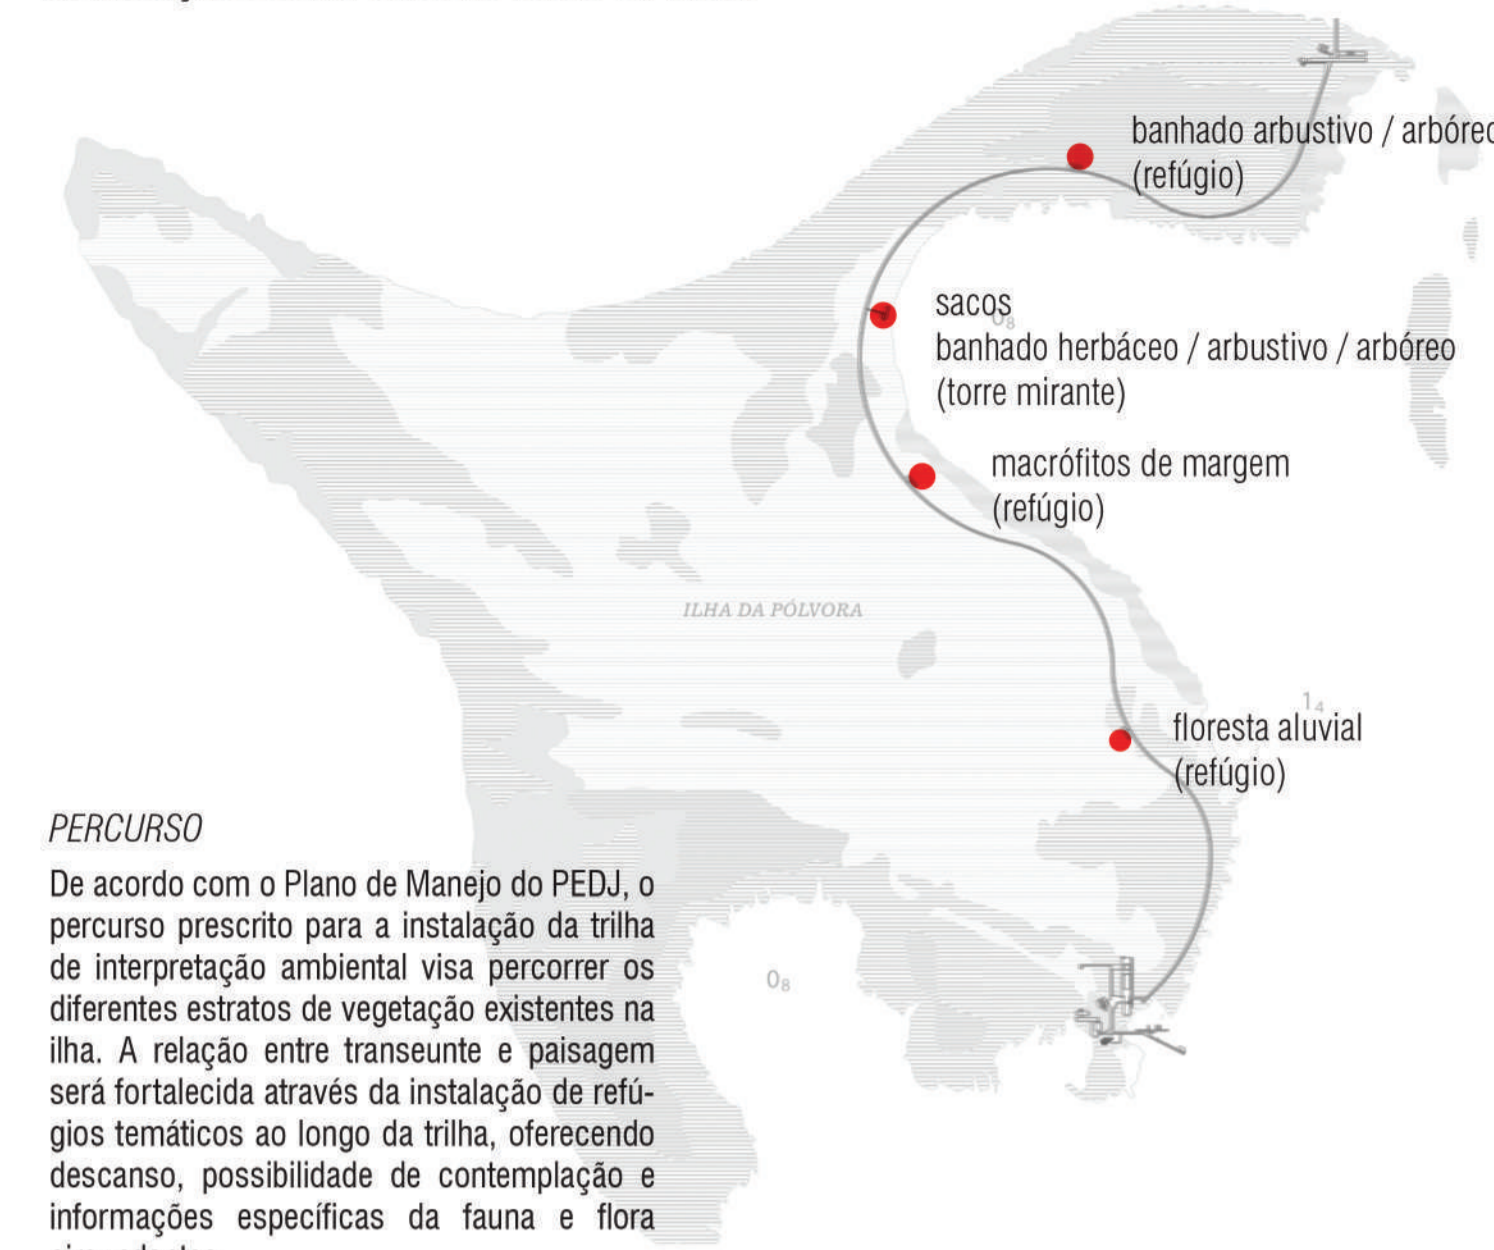 banhado arbustivo / arbóreo
(refúgio)
sacos
0₈
banhado herbáceo / arbustivo / arbóreo
(torre mirante)
macrófitos de margem
(refúgio)
ILHA DA PÓLVORA
1₄
floresta aluvial
(refúgio)
0₈
PERCURSO
De acordo com o Plano de Manejo do PEDJ, o
percurso prescrito para a instalação da trilha
de interpretação ambiental visa percorrer os
diferentes estratos de vegetação existentes na
ilha. A relação entre transeunte e paisagem
será fortalecida através da instalação de refú-
gios temáticos ao longo da trilha, oferecendo
descanso, possibilidade de contemplação e
informações específicas da fauna e flora